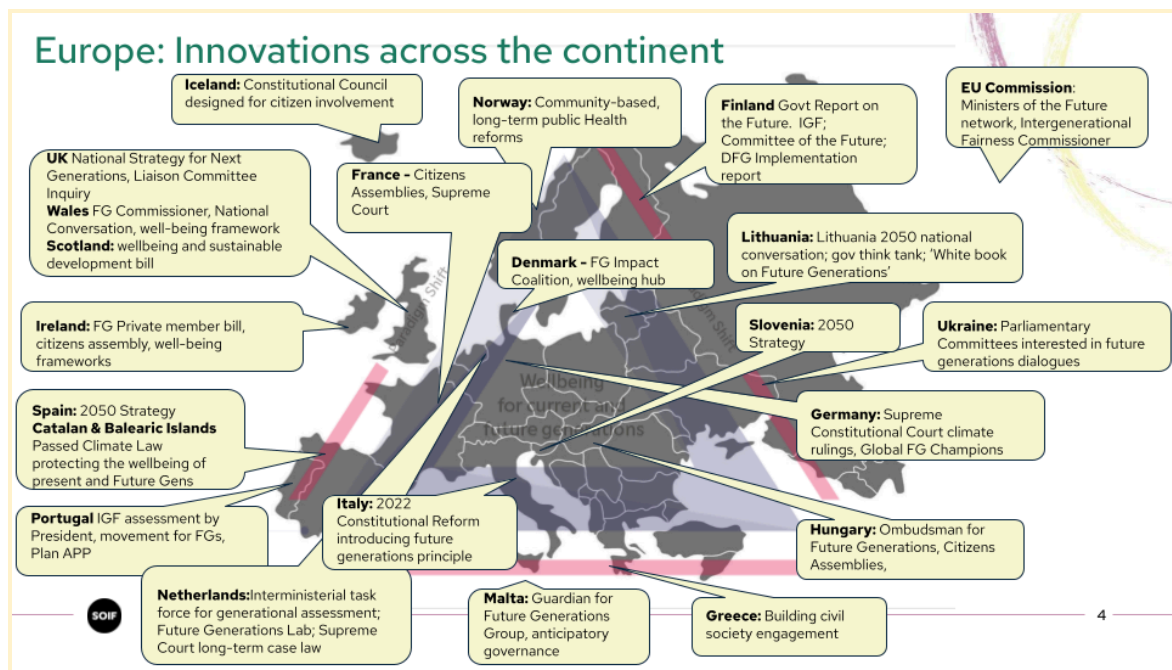 Europe: Innovations across the continent
Iceland: Constitutional Council
designed for citizen involvement
Norway: Community-based,
long-term public Health
reforms
Finland Govt Report on
the Future. IGF;
Committee of the Future;
DFG Implementation
report
EU Commission:
Ministers of the Future
network, Intergenerational
Fairness Commissioner
UK National Strategy for Next
Generations, Liaison Committee
Inquiry
Wales FG Commissioner, National
Conversation, well-being framework
Scotland: wellbeing and sustainable
development bill
France - Citizens
Assemblies, Supreme
Court
Denmark - FG Impact
Coalition, wellbeing hub
Lithuania: Lithuania 2050 national
conversation; gov think tank; ‘White book
on Future Generations’
Paradigm Shift
Paradigm Shift
Ireland: FG Private member bill,
citizens assembly, well-being
frameworks
Slovenia: 2050
Strategy
Ukraine: Parliamentary
Committees interested in future
generations dialogues
Wellbeing
for current and
future generations
Spain: 2050 Strategy
Catalan & Balearic Islands
Passed Climate Law
protecting the wellbeing of
present and Future Gens
Germany: Supreme
Constitutional Court climate
rulings, Global FG Champions
Portugal IGF assessment by
President, movement for FGs,
Plan APP
Italy: 2022
Constitutional Reform
introducing future
generations principle
Hungary: Ombudsman for
Future Generations, Citizens
Assemblies,
Netherlands:Interministerial task
force for generational assessment;
Future Generations Lab; Supreme
Court long-term case law
Malta: Guardian for
Future Generations
Group, anticipatory
governance
Greece: Building civil
society engagement
SOIF
4